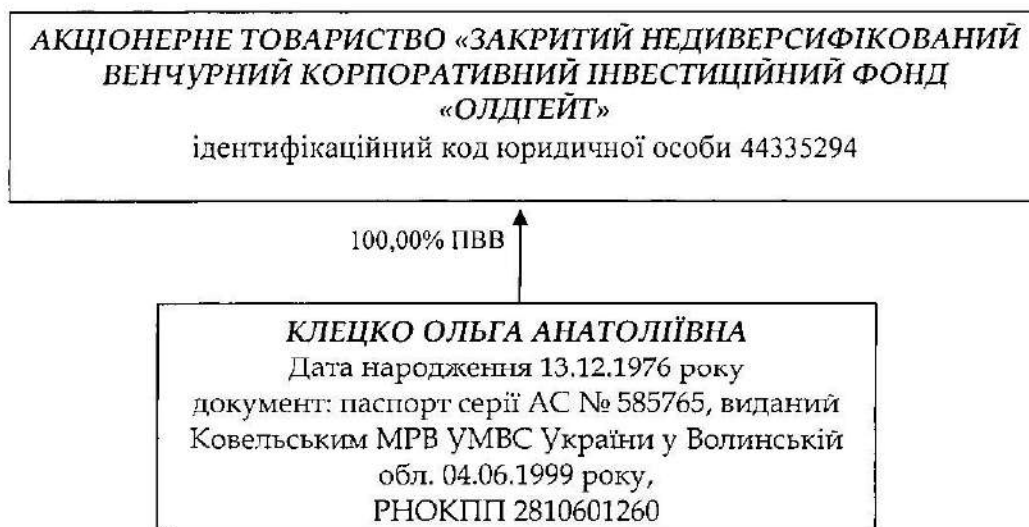 АКЦІОНЕРНЕ ТОВАРИСТВО «ЗАКРИТИЙ НЕДИВЕРСИФІКОВАНИЙ
ВЕНЧУРНИЙ КОРПОРАТИВНИЙ ІНВЕСТИЦІЙНИЙ ФОНД
«ОЛДГЕЙТ»
ідентифікаційний код юридичної особи 44335294
100,00% ПВВ
КЛЕЦКО ОЛЬГА АНАТОЛІЇВНА
Дата народження 13.12.1976 року
документ: паспорт серії АС № 585765, виданий
Ковельським МРВ УМВС України у Волинській
обл. 04.06.1999 року,
РНОКПП 2810601260